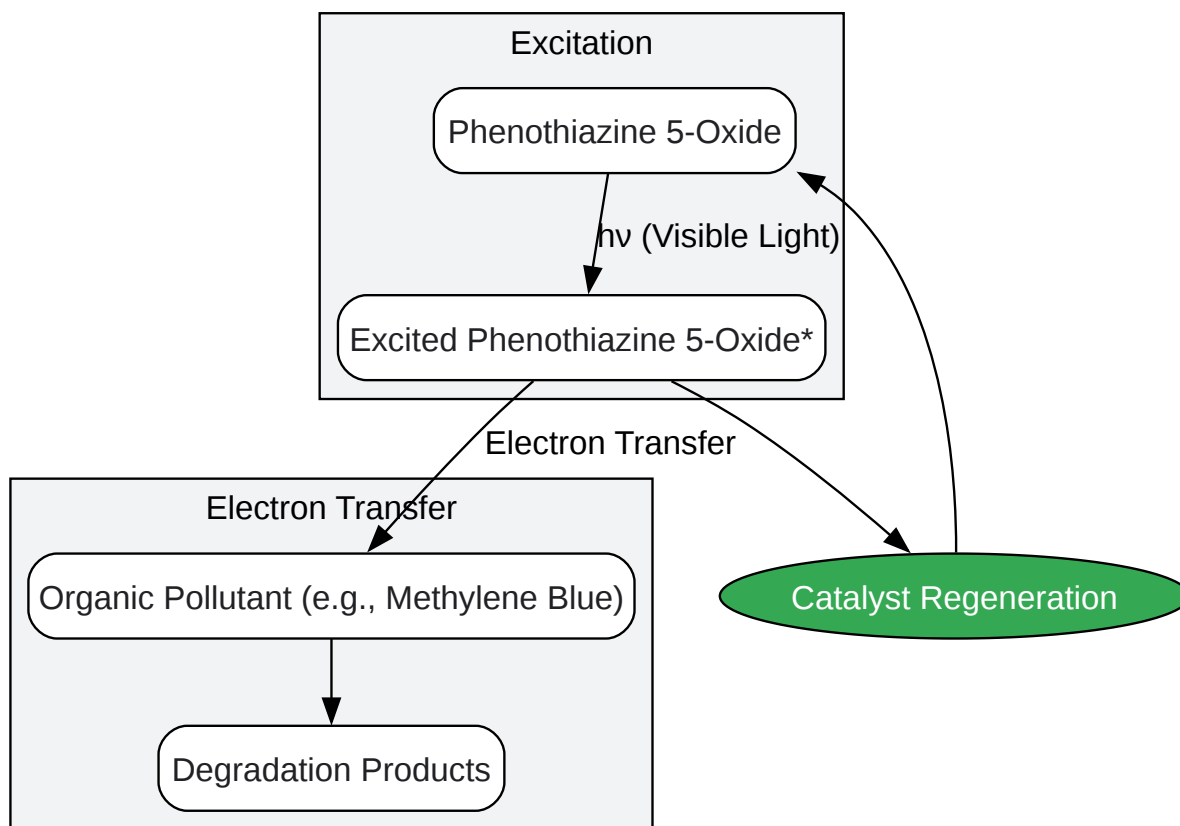 Excitation
Phenothiazine 5-Oxide
hν (Visible Light)
Excited Phenothiazine 5-Oxide*
Electron Transfer
Electron Transfer
Organic Pollutant (e.g., Methylene Blue)
Catalyst Regeneration
Degradation Products